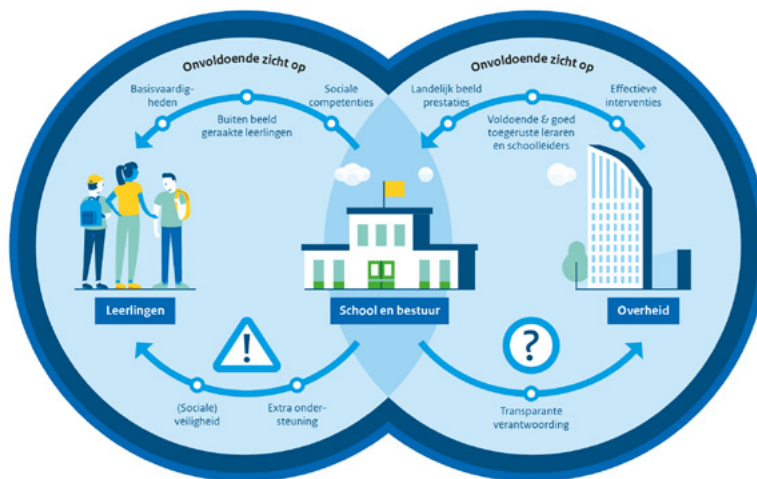 Onvoldoende zicht op
Basisvaardig-
heden
Buiten beeld
geraakte leerlingen
Sociale
competenties
Leerlingen
!
(Sociale)
veiligheid
Extra onder-
steuning
School en bestuur
Onvoldoende zicht op
Landelijk beeld
prestaties
Voldoende & goed
toegeruste leraren
en schoolleiders
Effectieve
interventies
Overheid
?
Transparante
verantwoording